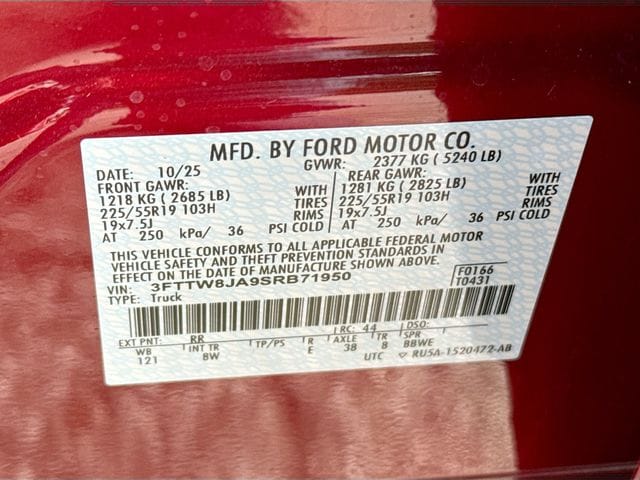 MFD. BY FORD MOTOR CO.
DATE: 10/25 GVWR: 2377 KG ( 5240 LB)
FRONT GAWR: REAR GAWR:
1218 KG ( 2685 LB) WITH 1281 KG ( 2825 LB) WITH
225/55R19 103H TIRES 225/55R19 103H TIRES
19x7.5J RIMS 19x7.5J RIMS
AT 250 kPa/ 36 PSI COLD AT 250 kPa/ 36 PSI COLD
THIS VEHICLE CONFORMS TO ALL APPLICABLE FEDERAL MOTOR
VEHICLE SAFETY AND THEFT PREVENTION STANDARDS IN
EFFECT ON THE DATE OF MANUFACTURE SHOWN ABOVE.
VIN: 3FTTW8JA9SRB71950 F0166
TYPE: Truck T0431
EXT PNT: RR RC: 44 DSO:
WB INT TR TP/PS R AXLE TR SPR
121 8W E 38 8 BBWE
UTC RU5A-1520472-AB